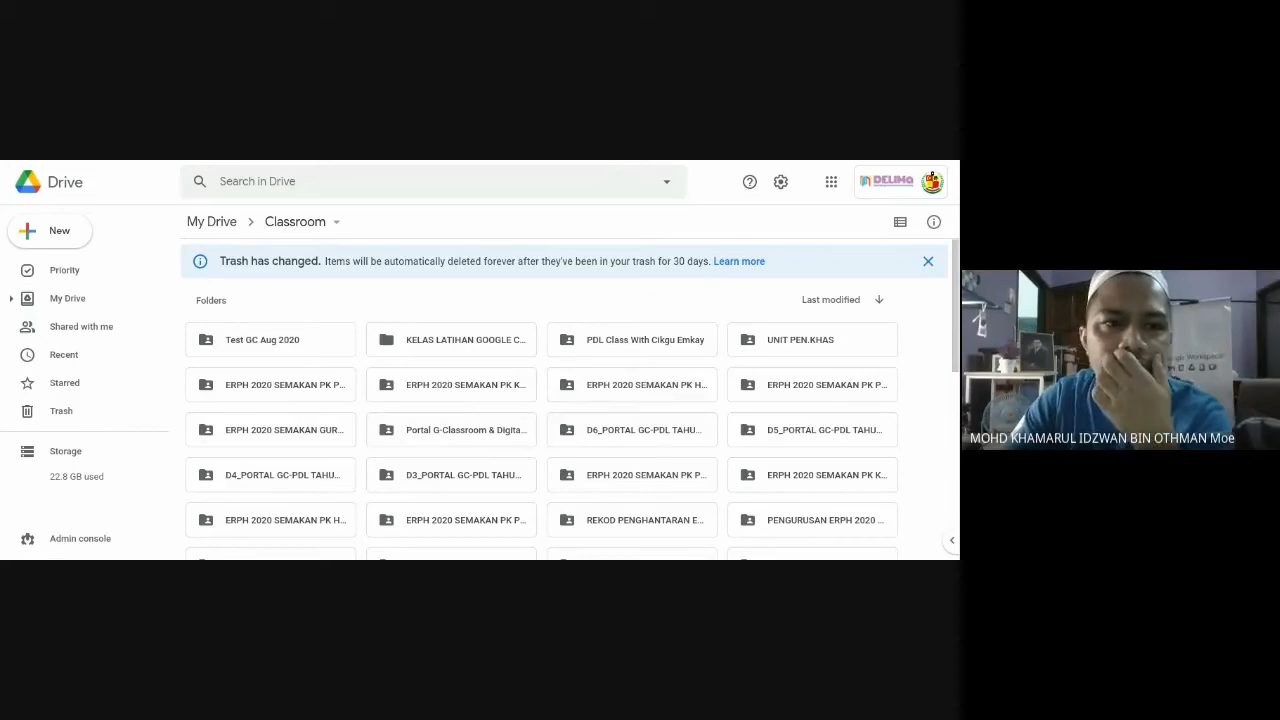 Drive
Search in Drive
DELIMa
New
My Drive > Classroom
Priority
My Drive
Shared with me
Recent
Starred
Trash
Storage
22.8 GB used
Admin console
Trash has changed. Items will be automatically deleted forever after they've been in your trash for 30 days. Learn more
Folders
Last modified
Test GC Aug 2020
KELAS LATIHAN GOOGLE C...
PDL Class With Cikgu Emkay
UNIT PEN.KHAS
ERPH 2020 SEMAKAN PK P...
ERPH 2020 SEMAKAN PK K...
ERPH 2020 SEMAKAN PK H...
ERPH 2020 SEMAKAN PK P...
ERPH 2020 SEMAKAN GUR...
Portal G-Classroom & Digita...
D6_PORTAL GC-PDL TAHU...
D5_PORTAL GC-PDL TAHU...
D4_PORTAL GC-PDL TAHU...
D3_PORTAL GC-PDL TAHU...
ERPH 2020 SEMAKAN PK P...
ERPH 2020 SEMAKAN PK K...
ERPH 2020 SEMAKAN PK H...
ERPH 2020 SEMAKAN PK P...
REKOD PENGHANTARAN E...
PENGURUSAN ERPH 2020 ...
Workspace
MOHD KHAMARUL IDZWAN BIN OTHMAN Moe